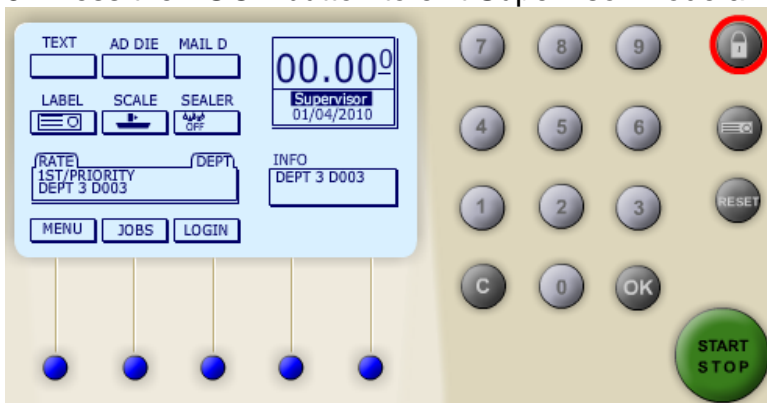 TEXT AD DIE MAIL D
00.000
LABEL SCALE SEALER
OFF
Supervisor
01/04/2010
RATE DEPT
1ST/PRIORITY
DEPT 3 D003
INFO
DEPT 3 D003
MENU JOBS LOGIN
7 8 9
4 5 6
1 2 3
RESET
C 0 OK
START
STOP